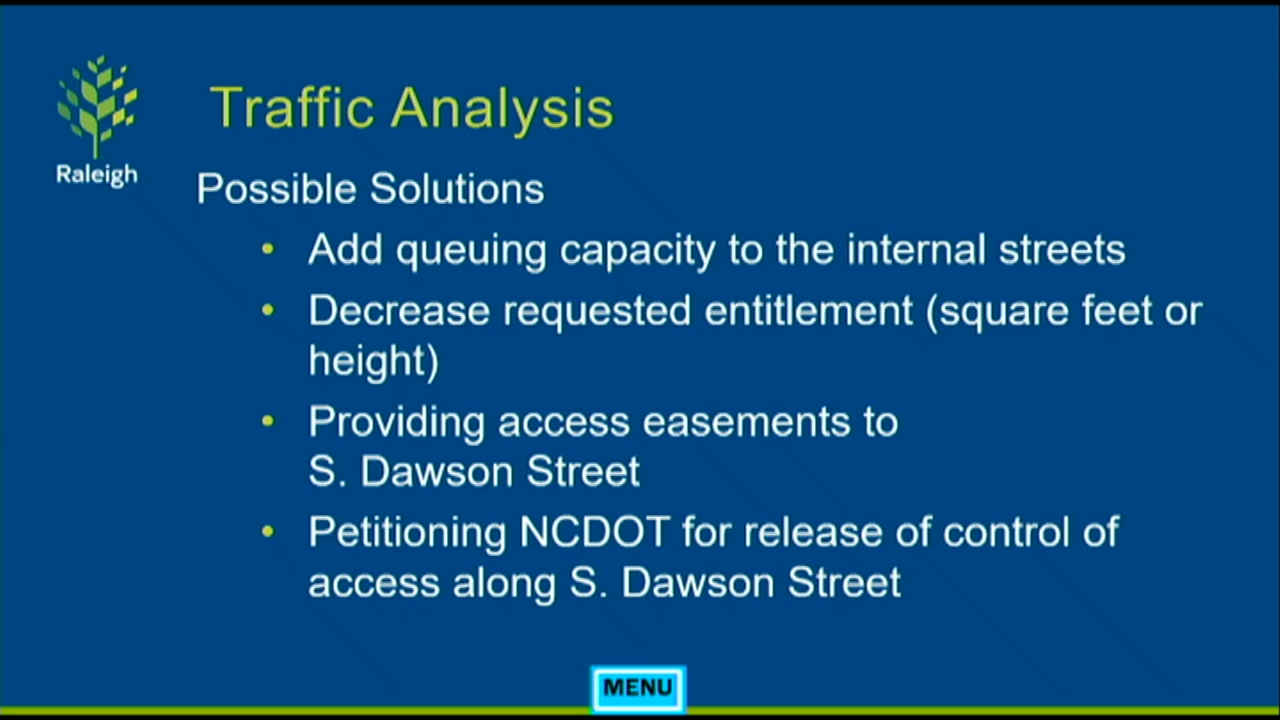 Traffic Analysis
Raleigh
Possible Solutions
• Add queuing capacity to the internal streets
• Decrease requested entitlement (square feet or
height)
• Providing access easements to
S. Dawson Street
• Petitioning NCDOT for release of control of
access along S. Dawson Street
MENU